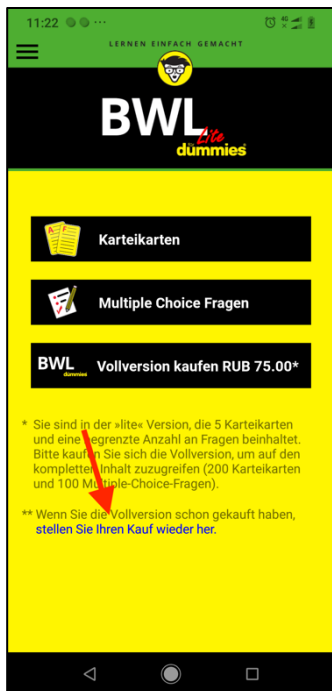 11:22
LERNEN EINFACH GEMACHT
BWL
Lite
für
dummies
A F
Karteikarten
Multiple Choice Fragen
BWL
dummies
Vollversion kaufen RUB 75.00*
* Sie sind in der »lite« Version, die 5 Karteikarten
und eine begrenzte Anzahl an Fragen beinhaltet.
Bitte kaufen Sie sich die Vollversion, um auf den
kompletten Inhalt zuzugreifen (200 Karteikarten
und 100 Multiple-Choice-Fragen).
** Wenn Sie die Vollversion schon gekauft haben,
stellen Sie Ihren Kauf wieder her.